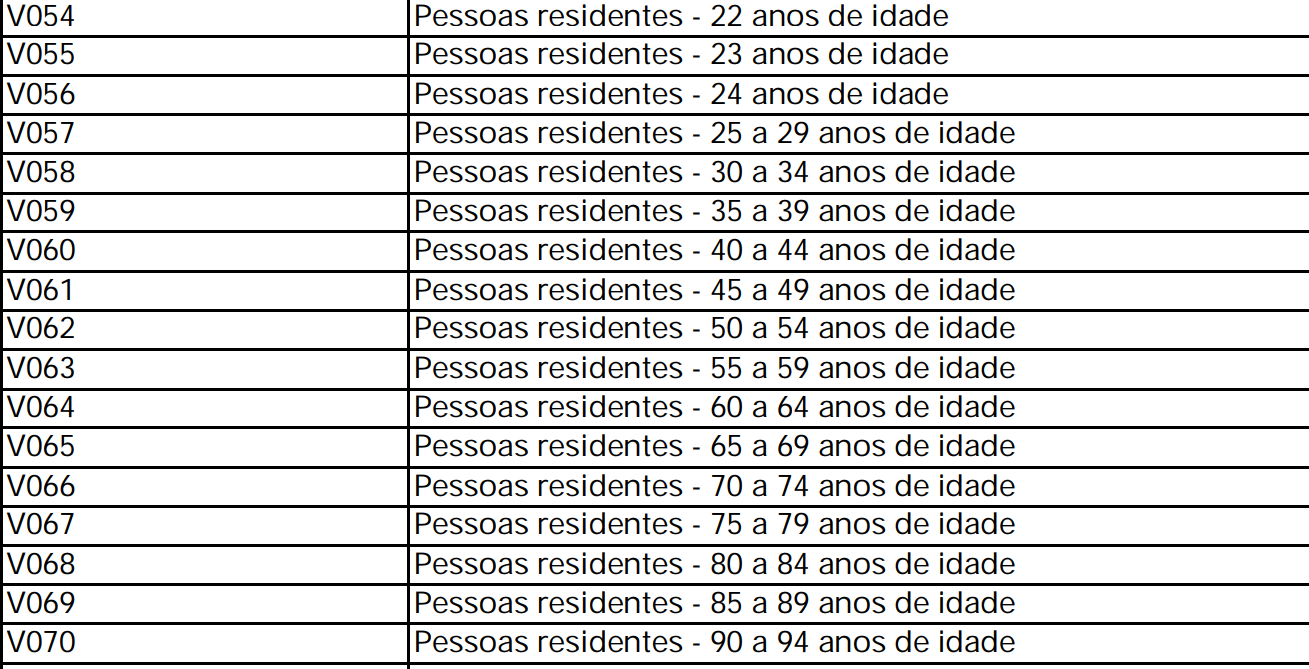 V054 Pessoas residentes - 22 anos de idade
V055 Pessoas residentes - 23 anos de idade
V056 Pessoas residentes - 24 anos de idade
V057 Pessoas residentes - 25 a 29 anos de idade
V058 Pessoas residentes - 30 a 34 anos de idade
V059 Pessoas residentes - 35 a 39 anos de idade
V060 Pessoas residentes - 40 a 44 anos de idade
V061 Pessoas residentes - 45 a 49 anos de idade
V062 Pessoas residentes - 50 a 54 anos de idade
V063 Pessoas residentes - 55 a 59 anos de idade
V064 Pessoas residentes - 60 a 64 anos de idade
V065 Pessoas residentes - 65 a 69 anos de idade
V066 Pessoas residentes - 70 a 74 anos de idade
V067 Pessoas residentes - 75 a 79 anos de idade
V068 Pessoas residentes - 80 a 84 anos de idade
V069 Pessoas residentes - 85 a 89 anos de idade
V070 Pessoas residentes - 90 a 94 anos de idade